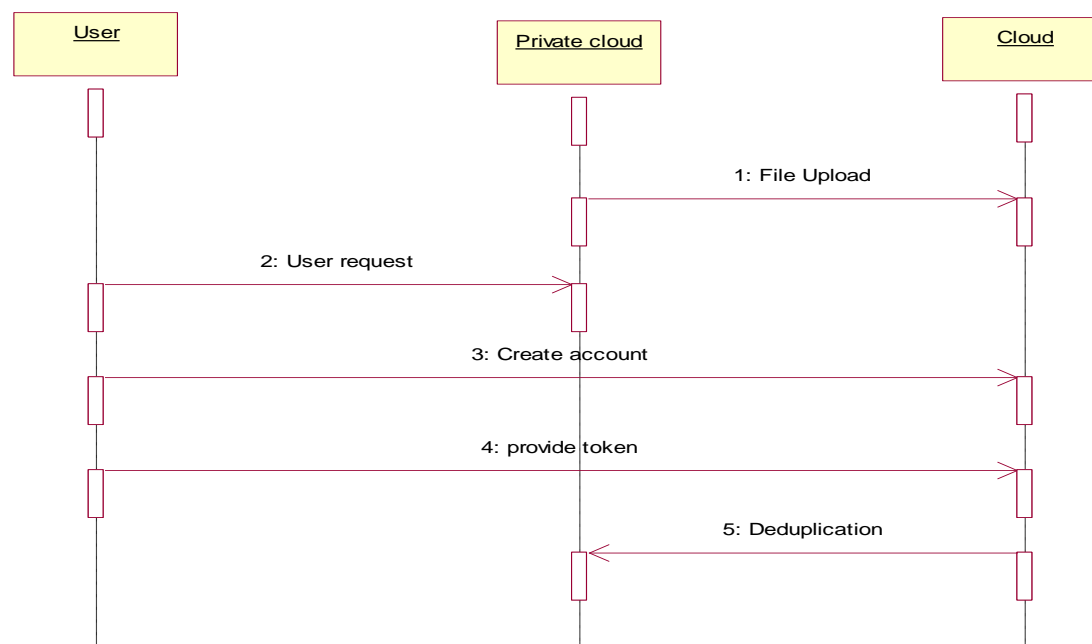 User
Private cloud
Cloud
1: File Upload
2: User request
3: Create account
4: provide token
5: Deduplication